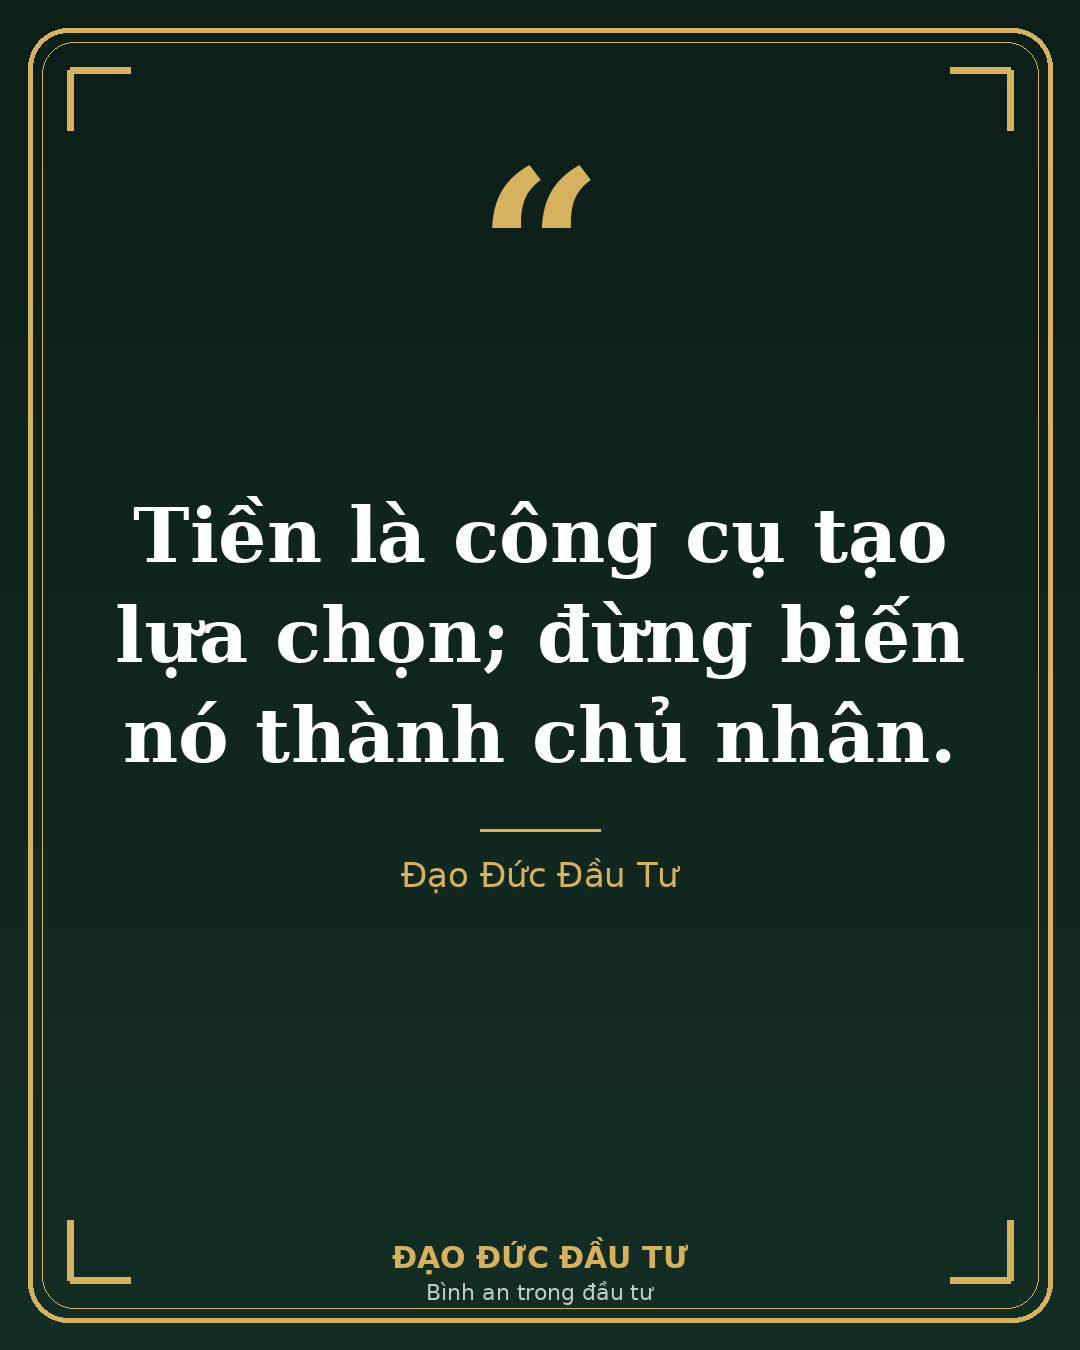 “
Tiền là công cụ tạo
lựa chọn; đừng biến
nó thành chủ nhân.
Đạo Đức Đầu Tư
ĐẠO ĐỨC ĐẦU TƯ
Bình an trong đầu tư